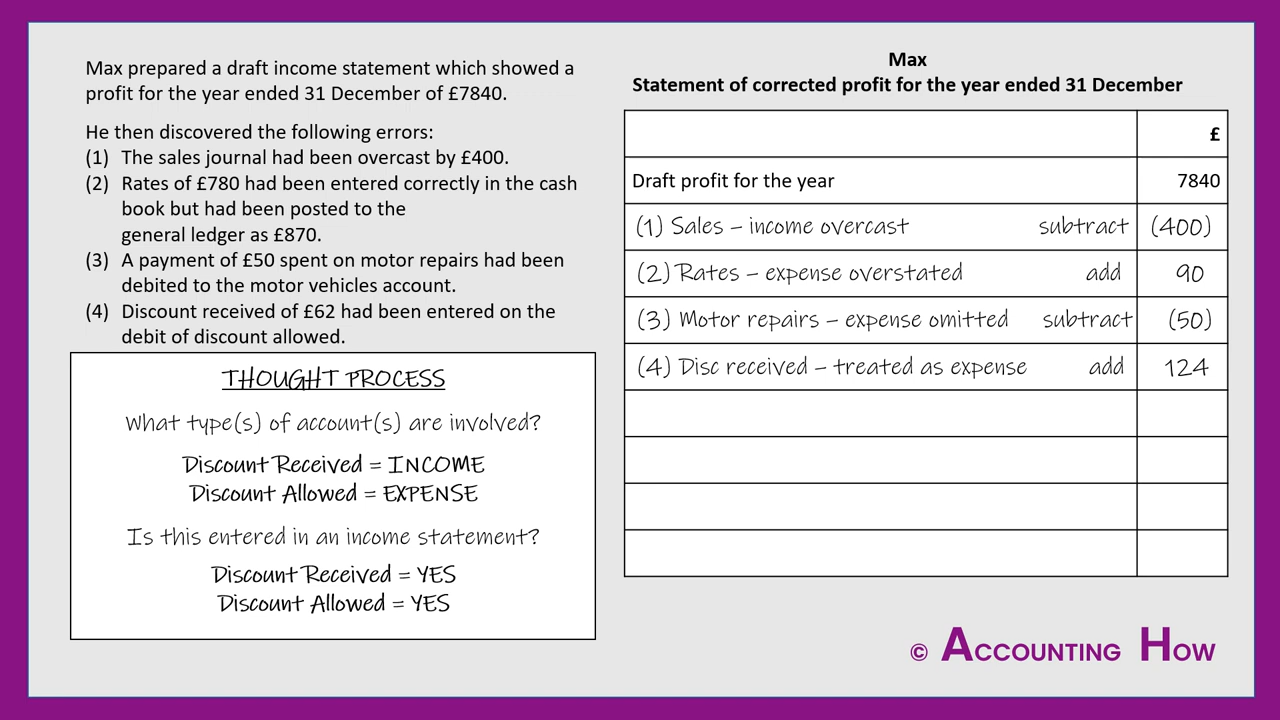 Max prepared a draft income statement which showed a
profit for the year ended 31 December of £7840.
He then discovered the following errors:
(1) The sales journal had been overcast by £400.
(2) Rates of £780 had been entered correctly in the cash
book but had been posted to the
general ledger as £870.
(3) A payment of £50 spent on motor repairs had been
debited to the motor vehicles account.
(4) Discount received of £62 had been entered on the
debit of discount allowed.
THOUGHT PROCESS
What type(s) of account(s) are involved?
Discount Received = INCOME
Discount Allowed = EXPENSE
Is this entered in an income statement?
Discount Received = YES
Discount Allowed = YES
Max
Statement of corrected profit for the year ended 31 December
£
Draft profit for the year 7840
(1) Sales – income overcast subtract (400)
(2) Rates – expense overstated add 90
(3) Motor repairs – expense omitted subtract (50)
(4) Disc received – treated as expense add 124
© ACCOUNTING HOW